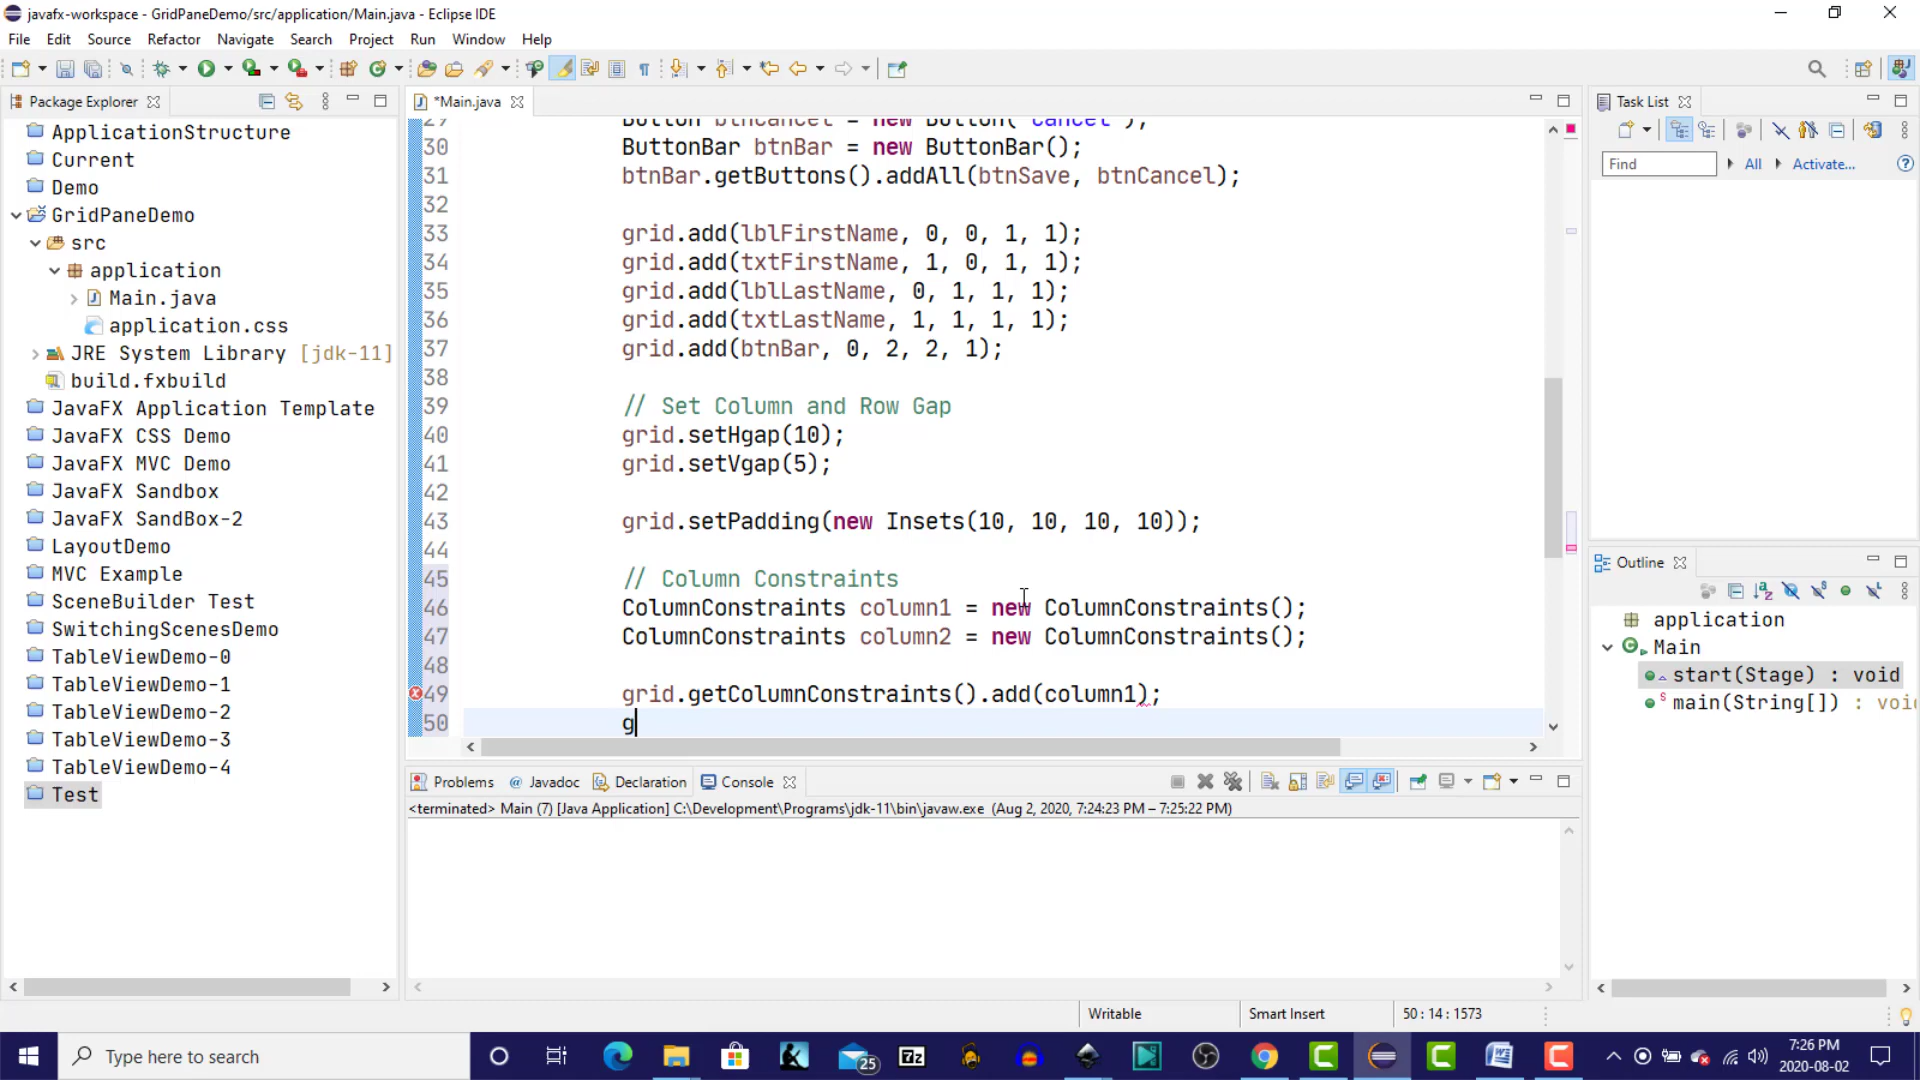 javafx-workspace - GridPaneDemo/src/application/Main.java - Eclipse IDE
File Edit Source Refactor Navigate Search Project Run Window Help
Package Explorer
ApplicationStructure
Current
Demo
GridPaneDemo
src
application
Main.java
application.css
JRE System Library [jdk-11]
build.fxbuild
JavaFX Application Template
JavaFX CSS Demo
JavaFX MVC Demo
JavaFX Sandbox
JavaFX SandBox-2
LayoutDemo
MVC Example
SceneBuilder Test
SwitchingScenesDemo
TableViewDemo-0
TableViewDemo-1
TableViewDemo-2
TableViewDemo-3
TableViewDemo-4
Test
*Main.java
29 Button btnCancel = new Button("Cancel");
30 ButtonBar btnBar = new ButtonBar();
31 btnBar.getButtons().addAll(btnSave, btnCancel);
32
33 grid.add(lblFirstName, 0, 0, 1, 1);
34 grid.add(txtFirstName, 1, 0, 1, 1);
35 grid.add(lblLastName, 0, 1, 1, 1);
36 grid.add(txtLastName, 1, 1, 1, 1);
37 grid.add(btnBar, 0, 2, 2, 1);
38
39 // Set Column and Row Gap
40 grid.setHgap(10);
41 grid.setVgap(5);
42
43 grid.setPadding(new Insets(10, 10, 10, 10));
44
45 // Column Constraints
46 ColumnConstraints column1 = new ColumnConstraints();
47 ColumnConstraints column2 = new ColumnConstraints();
48
49 grid.getColumnConstraints().add(column1);
50 g
Problems Javadoc Declaration Console
<terminated> Main (7) [Java Application] C:\Development\Programs\jdk-11\bin\javaw.exe (Aug 2, 2020, 7:24:23 PM – 7:25:22 PM)
Task List
Find All Activate...
Outline
application
Main
start(Stage) : void
main(String[]) : voi
Writable Smart Insert 50 : 14 : 1573
Type here to search
25
7z
7:26 PM
2020-08-02